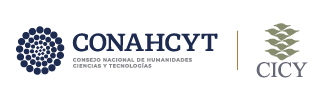 CONAHCYT
CONSEJO NACIONAL DE HUMANIDADES
CIENCIAS Y TECNOLOGÍAS
CICY